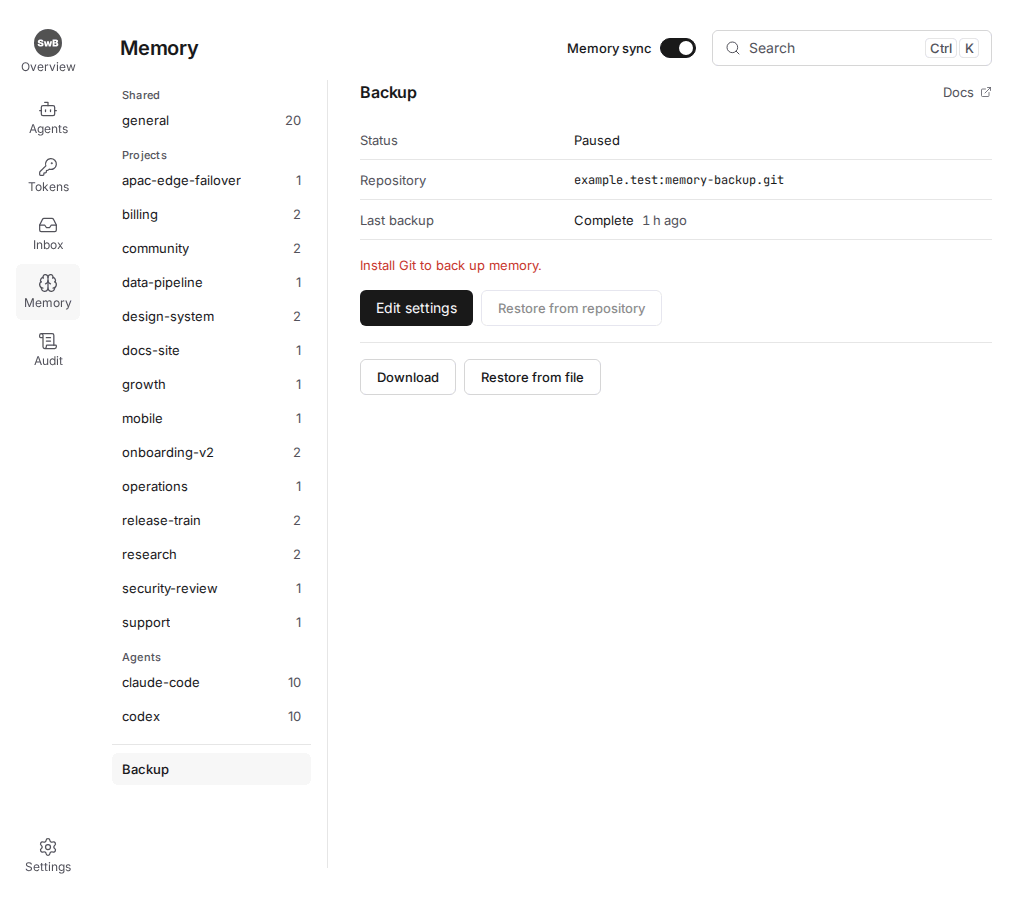 SwB
Overview
Agents
Tokens
Inbox
Memory
Audit
Settings
Memory
Memory sync
Search
Ctrl K
Shared
general 20
Projects
apac-edge-failover 1
billing 2
community 2
data-pipeline 1
design-system 2
docs-site 1
growth 1
mobile 1
onboarding-v2 2
operations 1
release-train 2
research 2
security-review 1
support 1
Agents
claude-code 10
codex 10
Backup
Backup
Docs
Status Paused
Repository example.test:memory-backup.git
Last backup Complete 1 h ago
Install Git to back up memory.
Edit settings Restore from repository
Download Restore from file